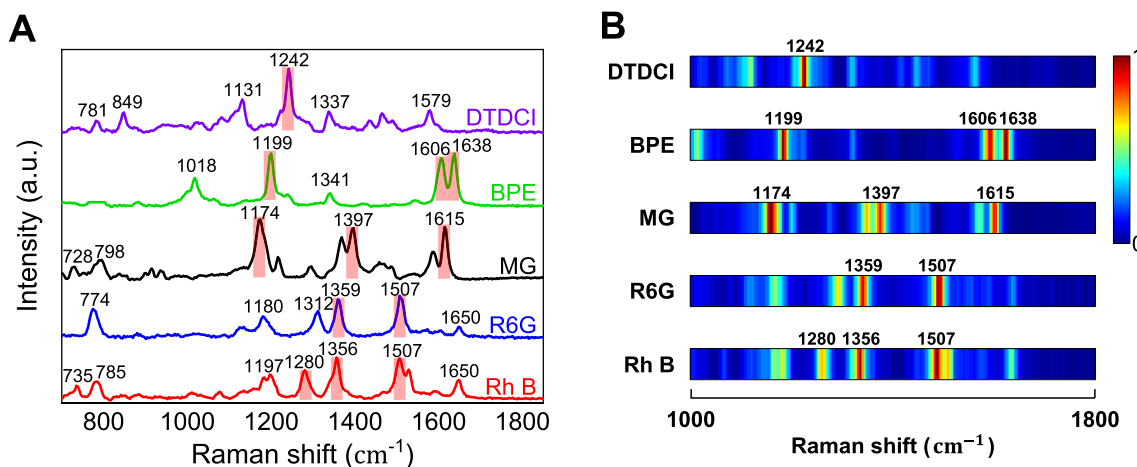 A
Intensity (a.u.)
1242
781
849
1131
1337
1579
DTDCI
1018
1199
1341
1606
1638
BPE
728
798
1174
1397
1615
MG
774
1180
1312
1359
1507
1650
R6G
735
785
1197
1280
1356
1507
1650
Rh B
800 1000 1200 1400 1600 1800
Raman shift (cm⁻¹)
B
1242
DTDCI
1199 1606 1638
BPE
1174 1397 1615
MG
1359 1507
R6G
1280 1356 1507
Rh B
1000 1800
Raman shift (cm⁻¹)